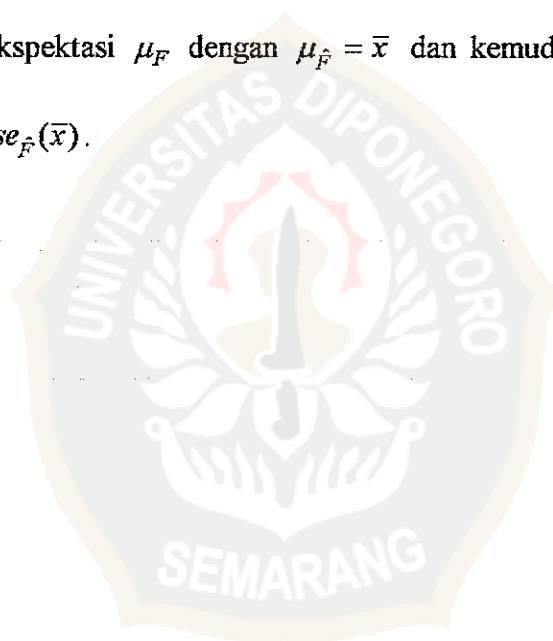 kspektasi μ_F dengan μ_F̂ = x̄ dan kemud
se_F̂(x̄).
UNIVERSITAS DIPONEGORO
SEMARANG